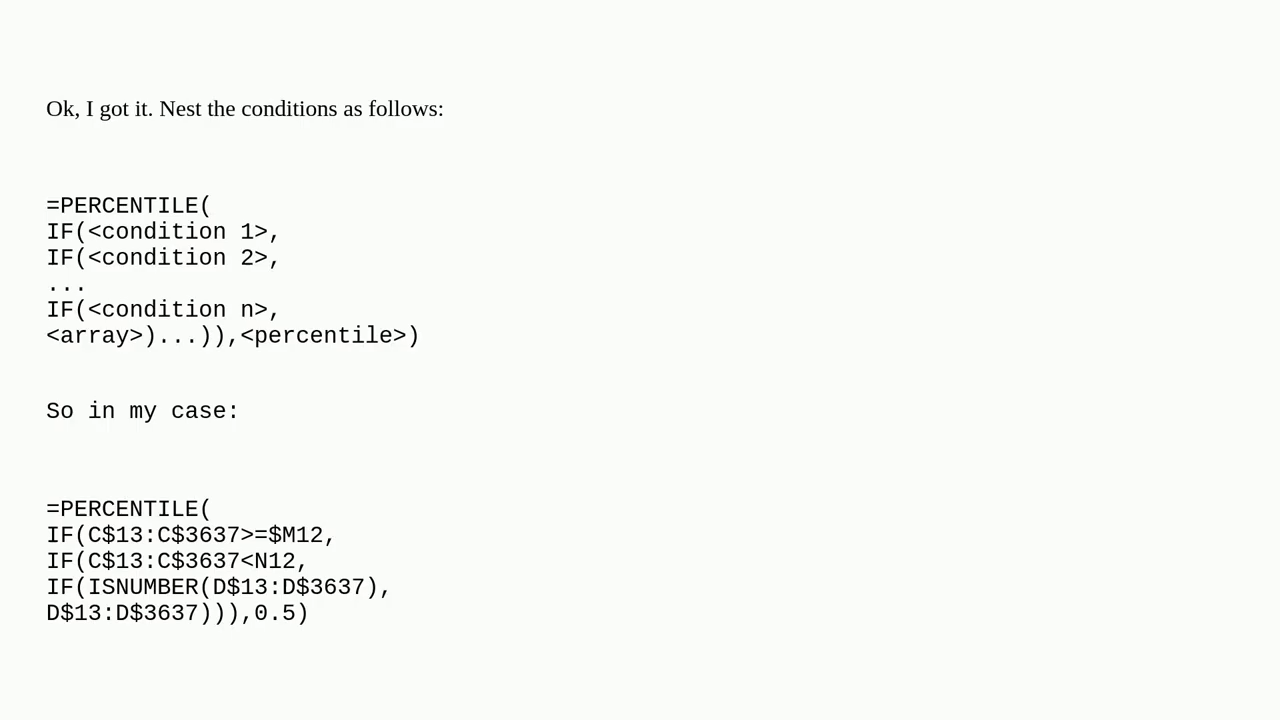 Ok, I got it. Nest the conditions as follows:
=PERCENTILE(
IF(<condition 1>,
IF(<condition 2>,
...
IF(<condition n>,
<array>)...)),<percentile>)
So in my case:
=PERCENTILE(
IF(C$13:C$3637>=$M12,
IF(C$13:C$3637<N12,
IF(ISNUMBER(D$13:D$3637),
D$13:D$3637))),0.5)